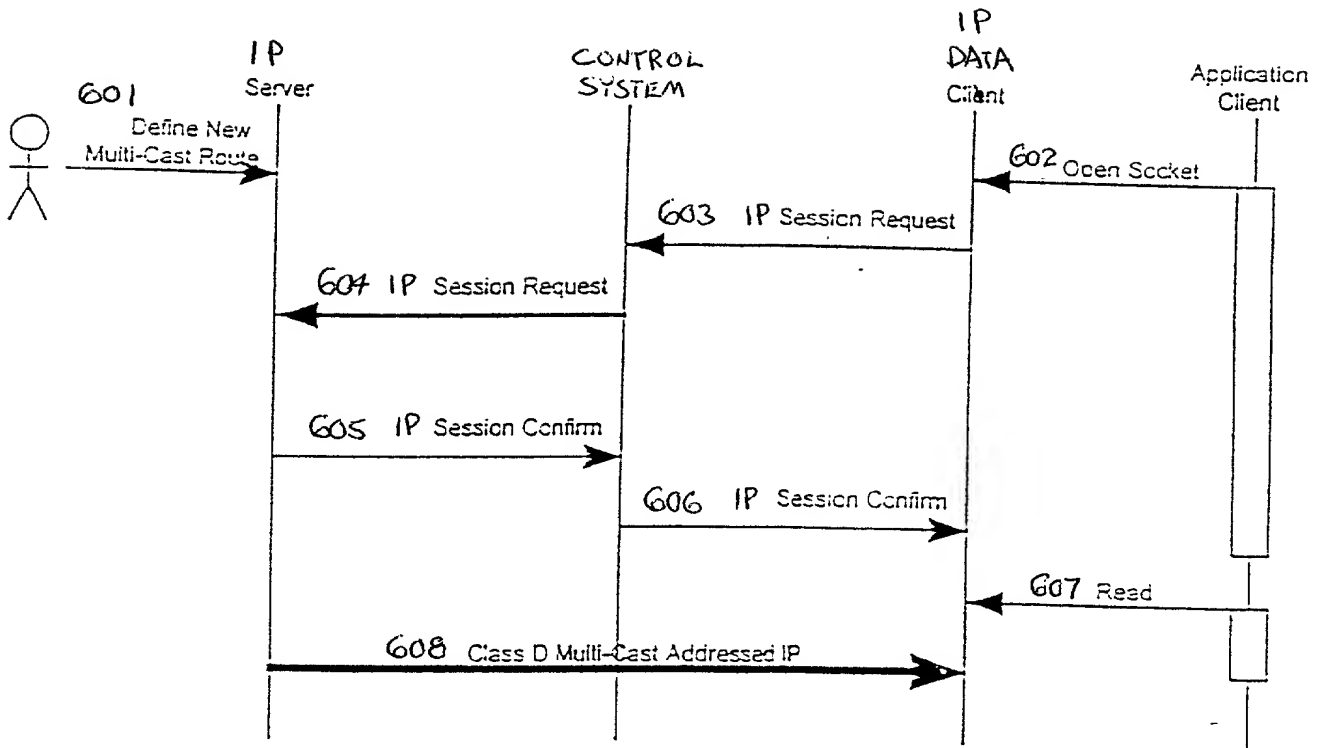 IP
Server
CONTROL
SYSTEM
IP
DATA
Client
Application
Client
601
Define New
Multi-Cast Route
602 Open Socket
603 IP Session Request
604 IP Session Request
605 IP Session Confirm
606 IP Session Confirm
607 Read
608 Class D Multi-Cast Addressed IP